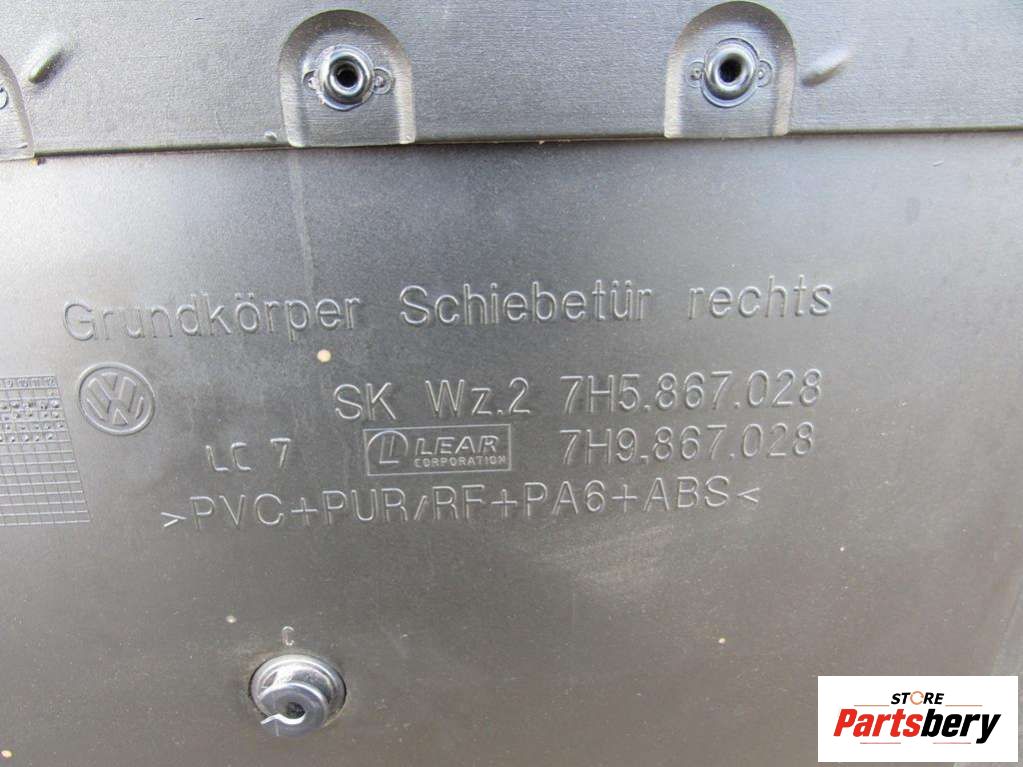 Grundkörper Schiebetür rechts
VW
SK Wz.2 7H5.867.028
LC 7 LEAR CORPORATION 7H9.867.028
>PVC+PUR/RF+PA6+ABS<
C
STORE
Partsbery